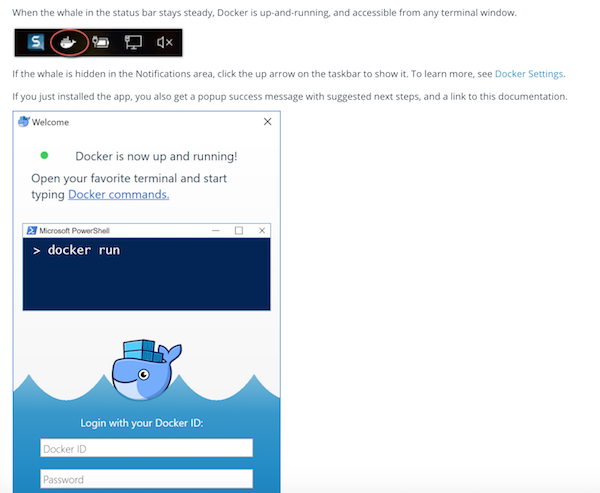 When the whale in the status bar stays steady, Docker is up-and-running, and accessible from any terminal window.
S
If the whale is hidden in the Notifications area, click the up arrow on the taskbar to show it. To learn more, see Docker Settings.
If you just installed the app, you also get a popup success message with suggested next steps, and a link to this documentation.
Welcome
Docker is now up and running!
Open your favorite terminal and start
typing Docker commands.
Microsoft PowerShell
> docker run
Login with your Docker ID:
Docker ID
Password